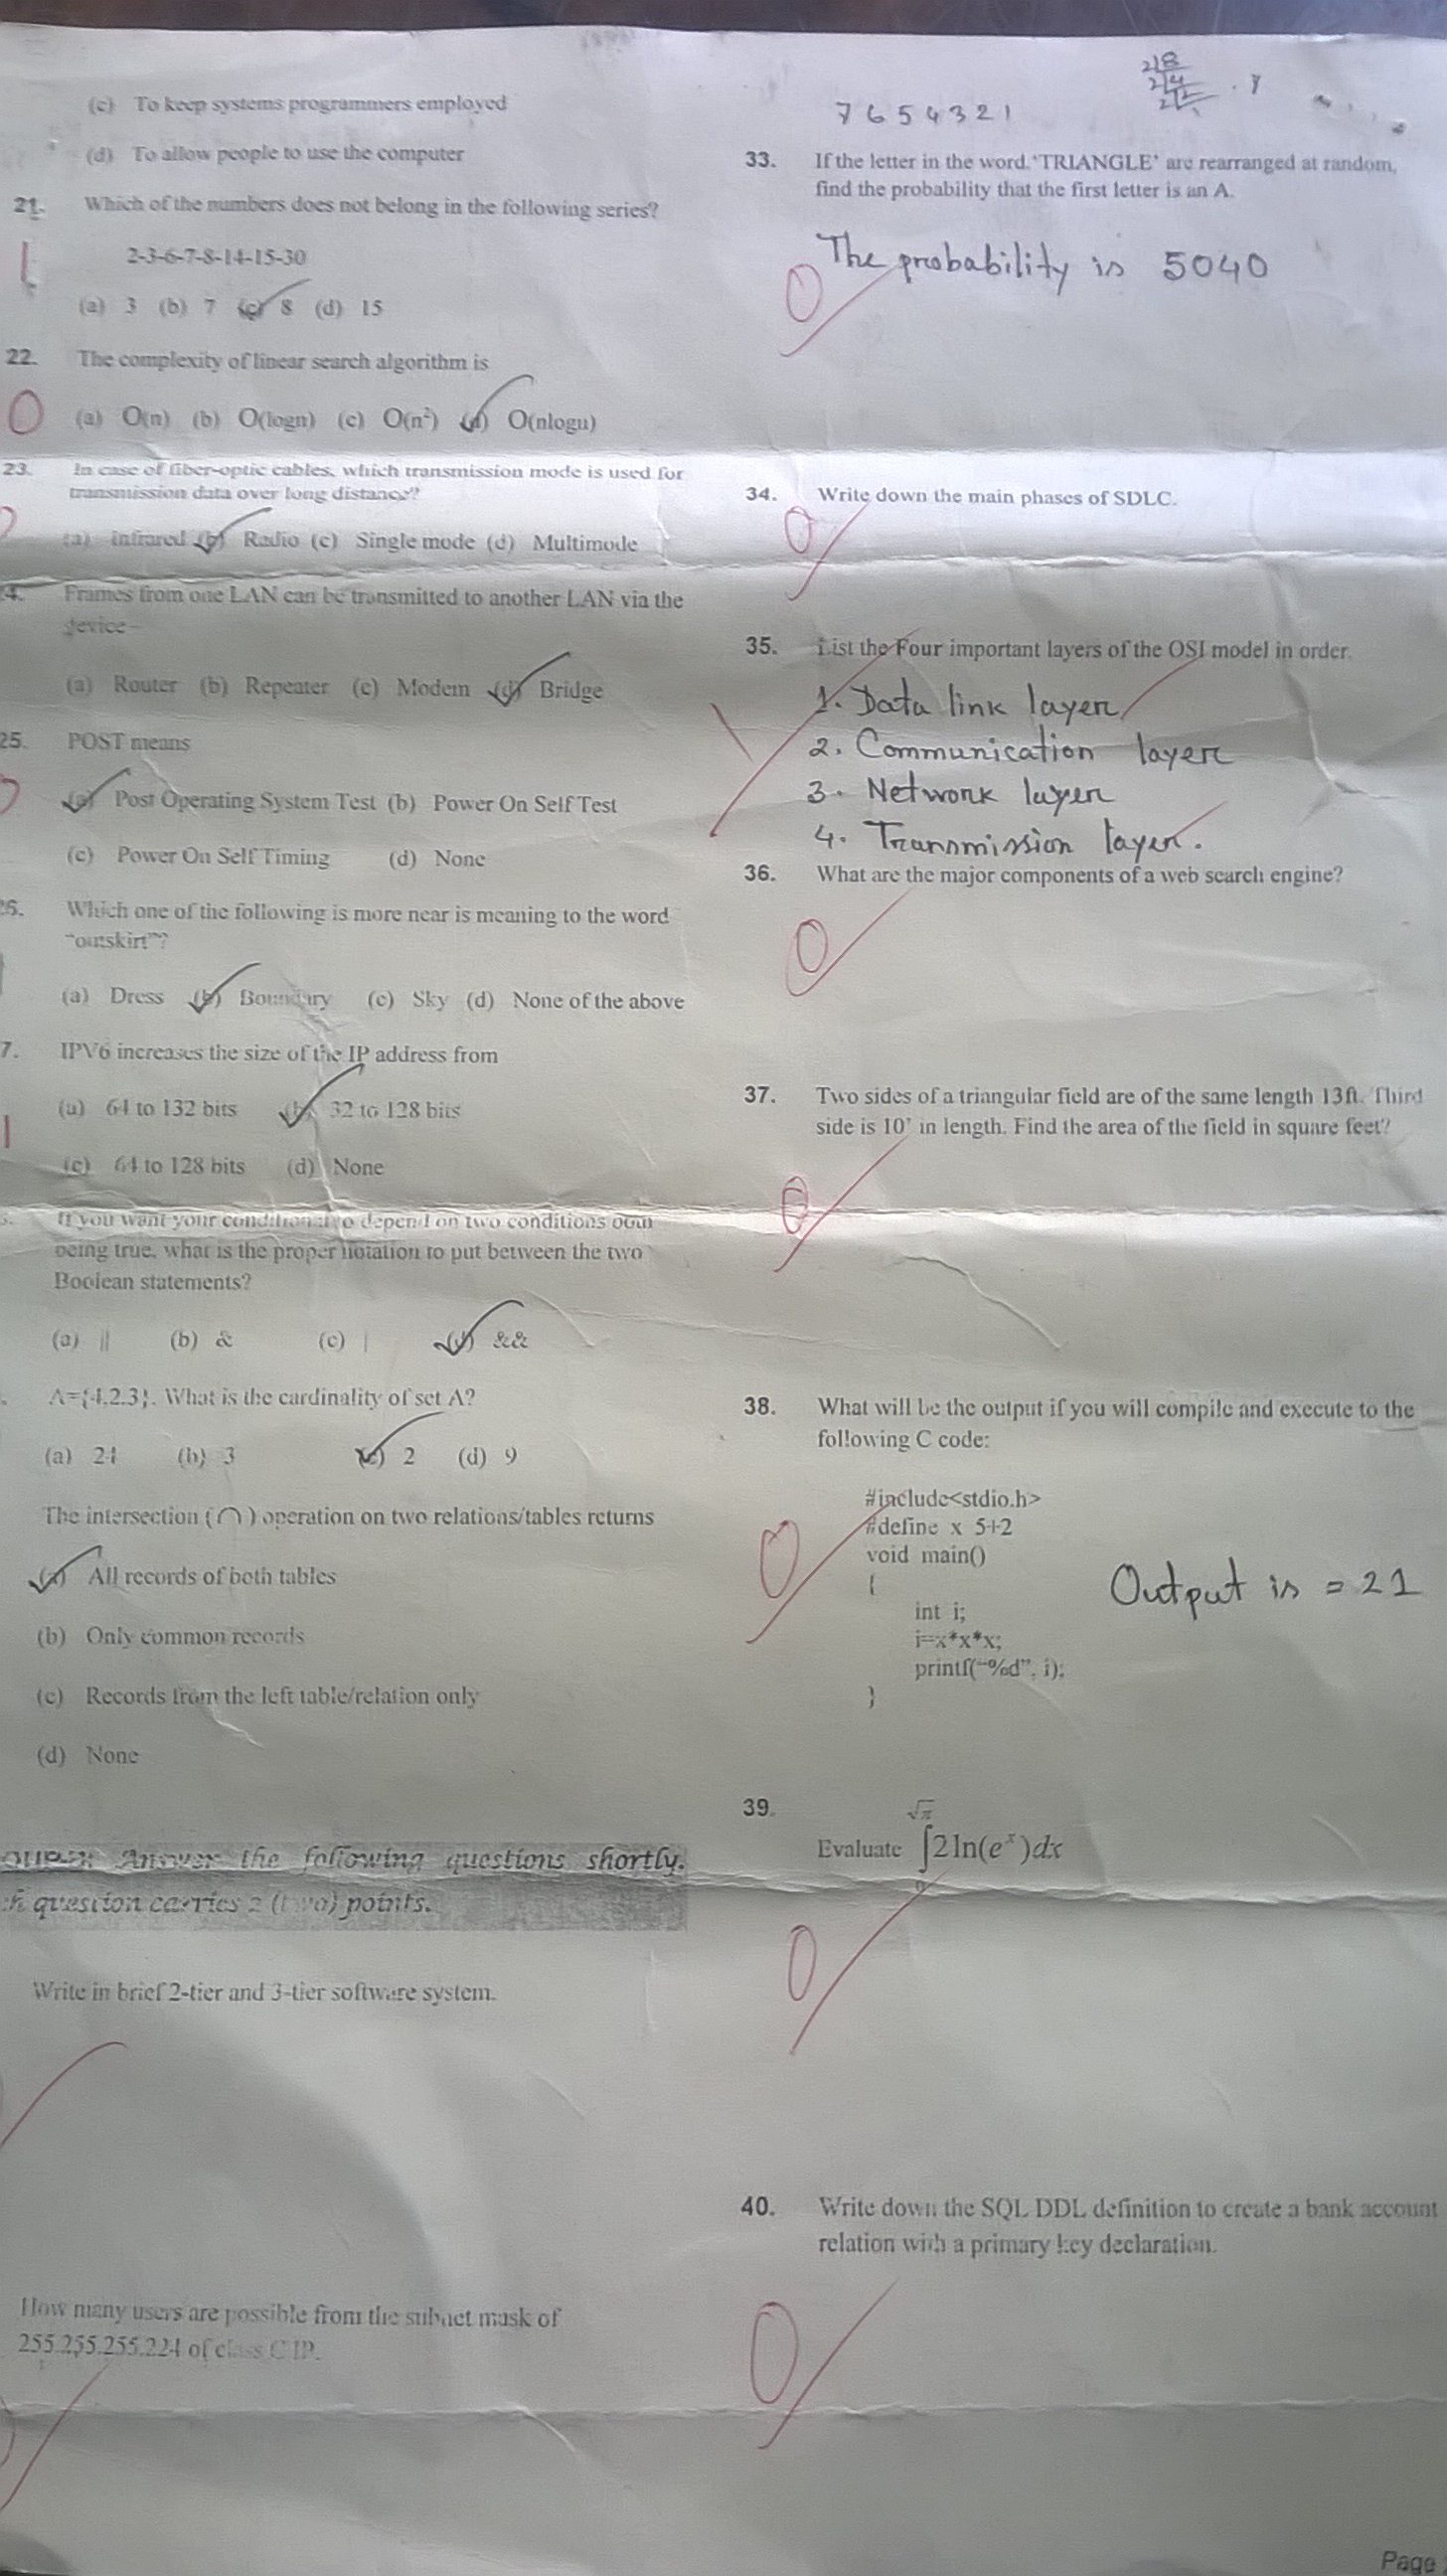 (c) To keep systems programmers employed
(d) To allow people to use the computer
21. Which of the numbers does not belong in the following series?
2-3-6-7-8-14-15-30
(a) 3 (b) 7 (c) 8 (d) 15
22. The complexity of linear search algorithm is
0 (a) O(n) (b) O(logn) (c) O(n²) (d) O(nlogn)
23. In case of fiber-optic cables, which transmission mode is used for
transmission data over long distance?
(a) Infrared (b) Radio (c) Single mode (d) Multimode
4. Frames from one LAN can be transmitted to another LAN via the
device –
(a) Router (b) Repeater (c) Modem (d) Bridge
25. POST means
(a) Post Operating System Test (b) Power On Self Test
(c) Power On Self Timing (d) None
26. Which one of the following is more near is meaning to the word
"outskirt"?
(a) Dress (b) Boundary (c) Sky (d) None of the above
7. IPV6 increases the size of the IP address from
(a) 64 to 132 bits (b) 32 to 128 bits
1
(c) 64 to 128 bits (d) None
If you want your conditional to depend on two conditions both
being true, what is the proper notation to put between the two
Boolean statements?
(a) || (b) & (c) | (d) &&
A={4,2,3}. What is the cardinality of set A?
(a) 24 (b) 3 (c) 2 (d) 9
The intersection (∩) operation on two relations/tables returns
(a) All records of both tables
(b) Only common records
(c) Records from the left table/relation only
(d) None
Answer the following questions shortly.
question carries 2 (two) points.
Write in brief 2-tier and 3-tier software system.
How many users are possible from the subnet mask of
255.255.255.224 of class C IP.
2|8
2|4
2|2
1
7 6 5 4 3 2 1
33. If the letter in the word 'TRIANGLE' are rearranged at random,
find the probability that the first letter is an A.
The probability is 5040
0
34. Write down the main phases of SDLC.
0
35. List the Four important layers of the OSI model in order.
1. Data link layer
2. Communication layer
3. Network layer
4. Transmission layer.
36. What are the major components of a web search engine?
0
37. Two sides of a triangular field are of the same length 13ft. Third
side is 10' in length. Find the area of the field in square feet?
0
38. What will be the output if you will compile and execute to the
following C code:
#include<stdio.h>
#define x 5+2
void main()
{
int i;
i=x*x*x;
printf("%d", i);
}
0
Output is = 21
39. Evaluate ∫₀^√π 2ln(eˣ)dx
0
40. Write down the SQL DDL definition to create a bank account
relation with a primary key declaration.
0
Page